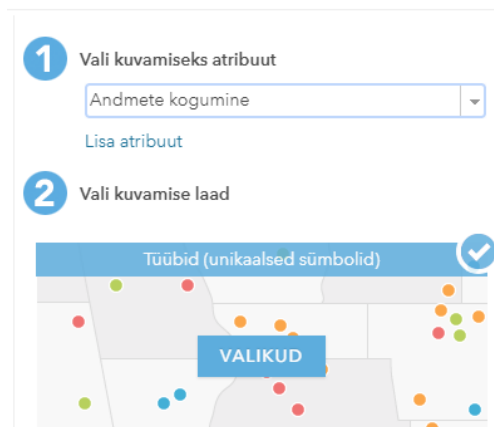 1 Vali kuvamiseks atribuut
Andmete kogumine
Lisa atribuut
2 Vali kuvamise laad
Tüübid (unikaalsed sümbolid)
VALIKUD